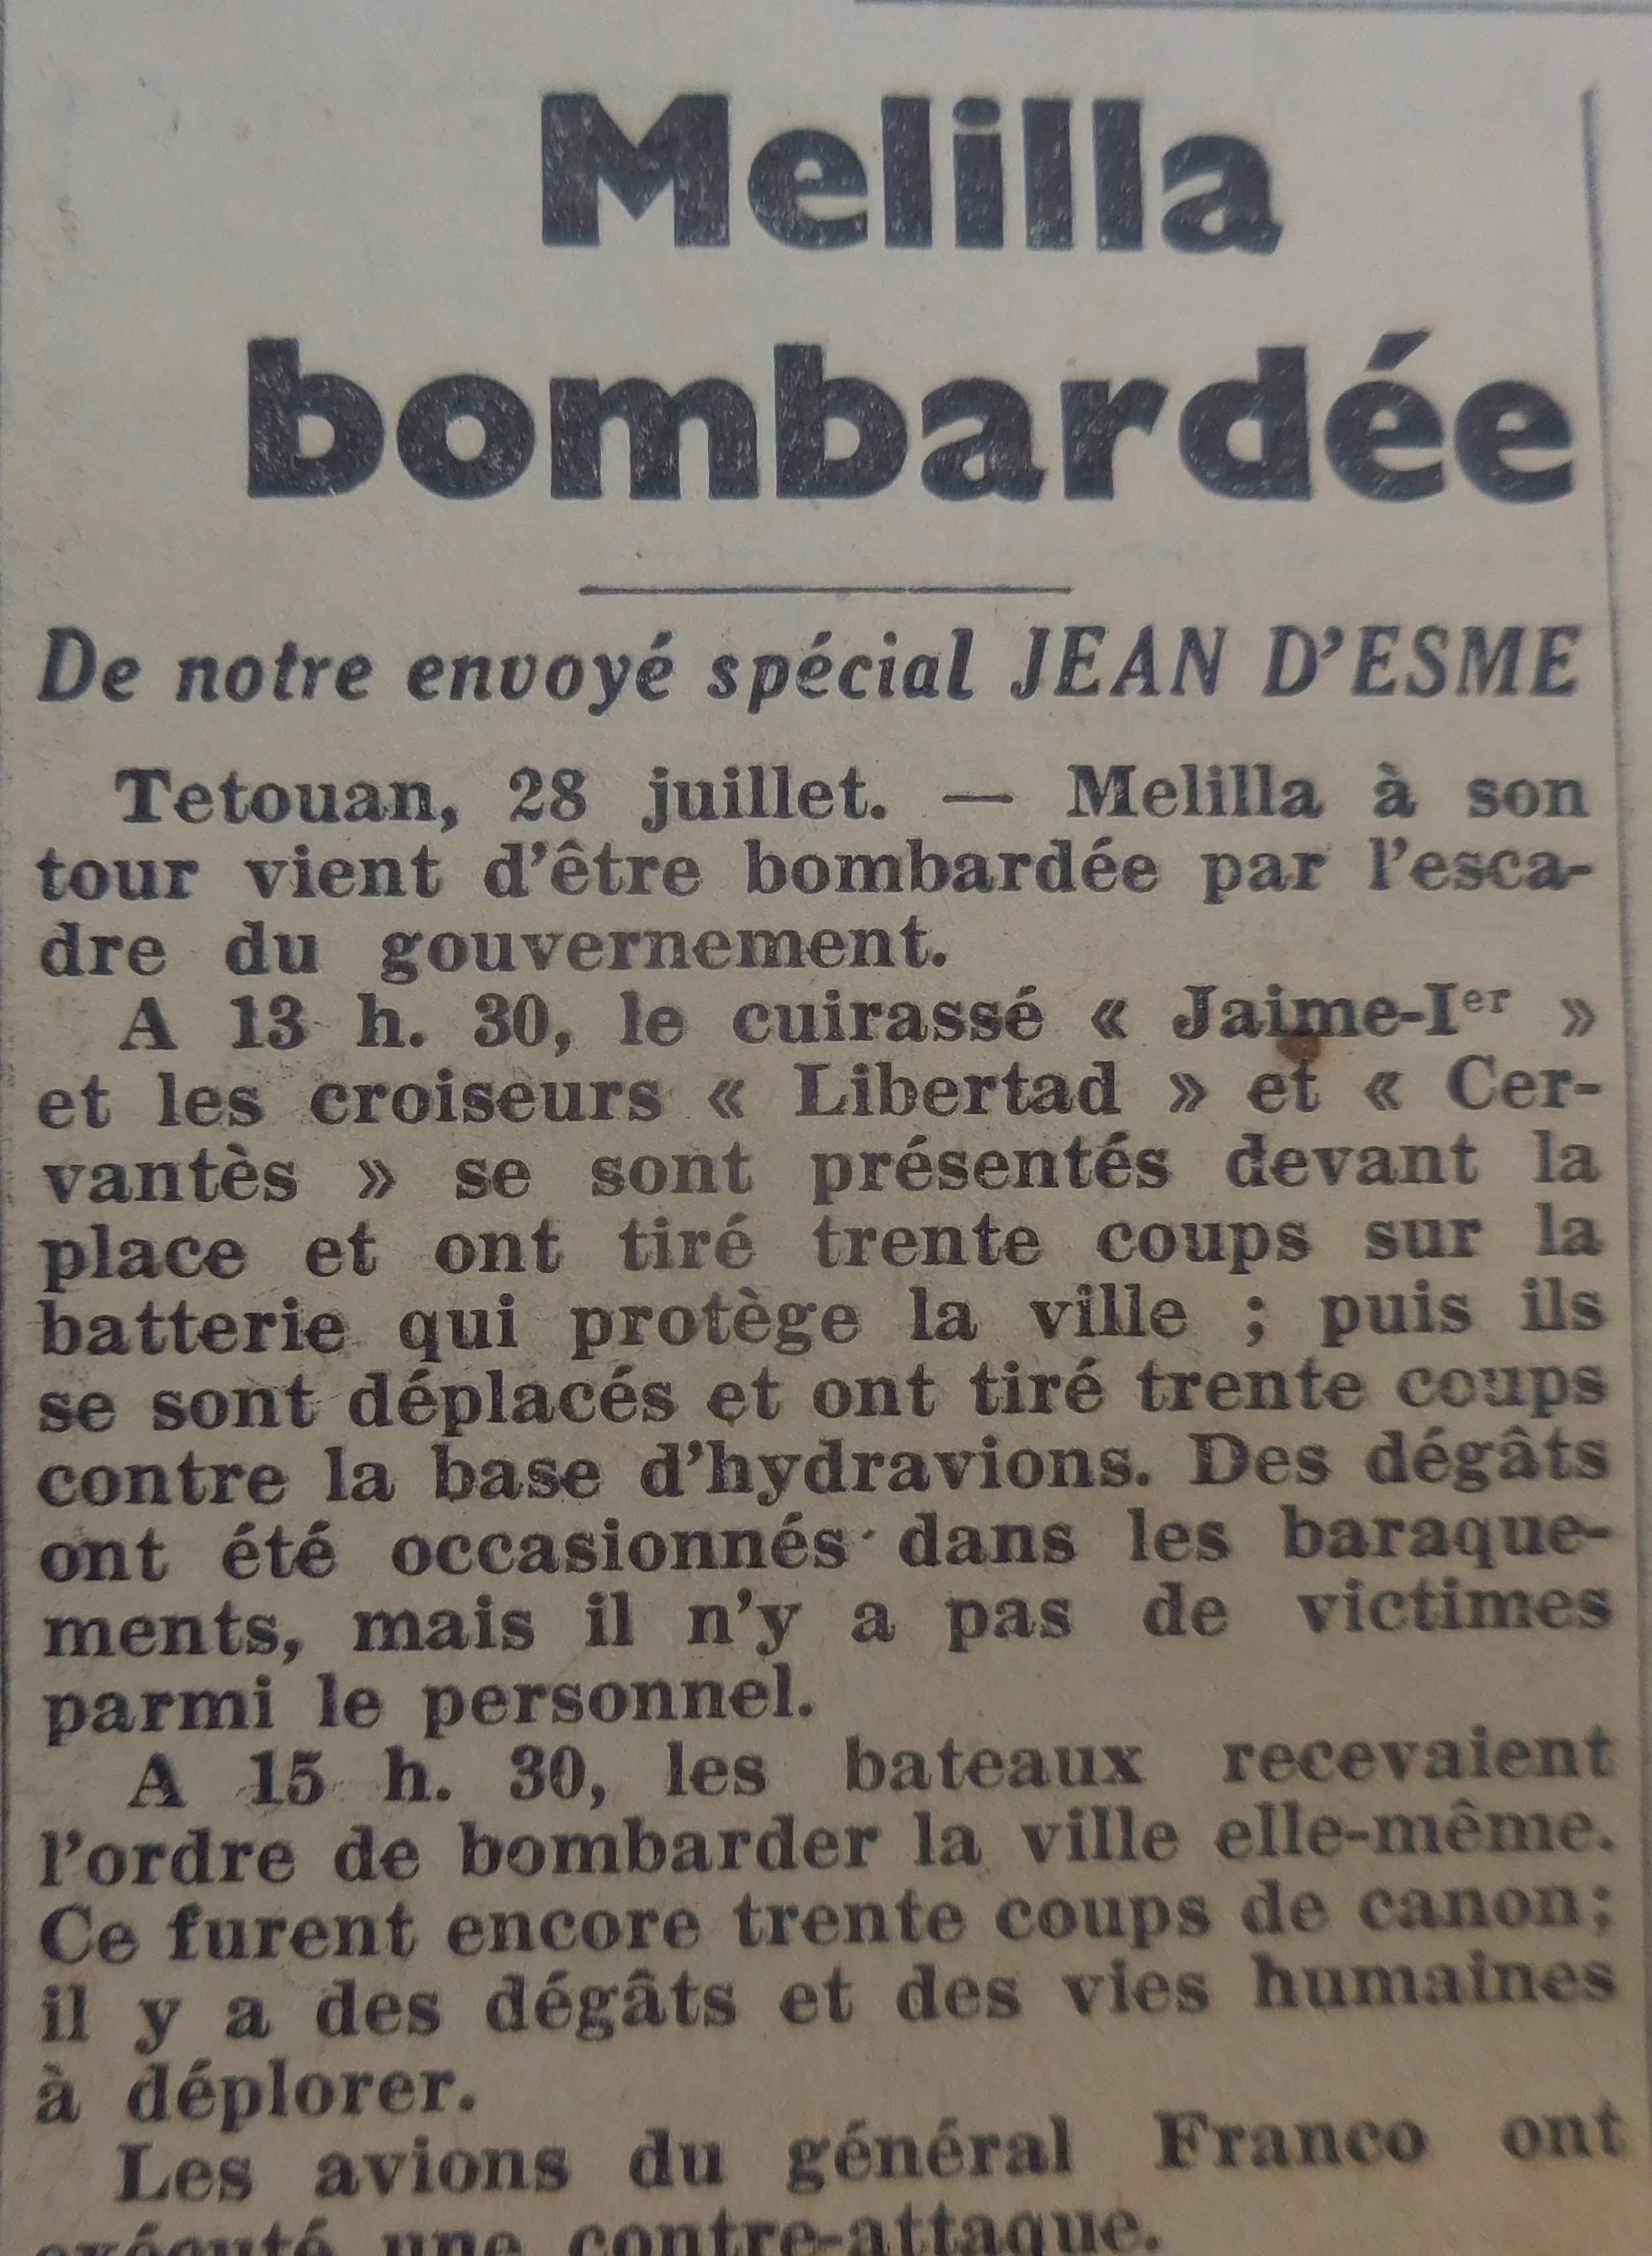 Melilla
bombardée
De notre envoyé spécial JEAN D'ESME
Tetouan, 28 juillet. — Melilla à son
tour vient d'être bombardée par l'esca-
dre du gouvernement.
A 13 h. 30, le cuirassé « Jaime-Ier »
et les croiseurs « Libertad » et « Cer-
vantès » se sont présentés devant la
place et ont tiré trente coups sur la
batterie qui protège la ville ; puis ils
se sont déplacés et ont tiré trente coups
contre la base d'hydravions. Des dégâts
ont été occasionnés dans les baraque-
ments, mais il n'y a pas de victimes
parmi le personnel.
A 15 h. 30, les bateaux recevaient
l'ordre de bombarder la ville elle-même.
Ce furent encore trente coups de canon;
il y a des dégâts et des vies humaines
à déplorer.
Les avions du général Franco ont
exécuté une contre-attaque.